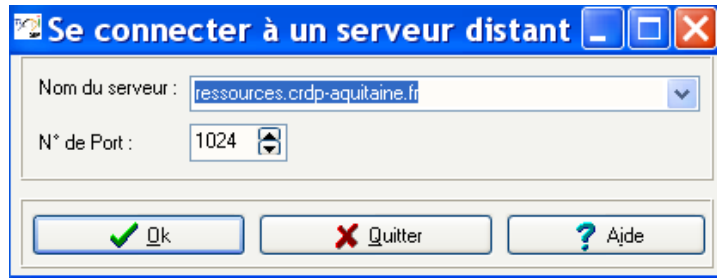 Se connecter à un serveur distant
Nom du serveur : ressources.crdp-aquitaine.fr
N° de Port : 1024
Ok Quitter Aide